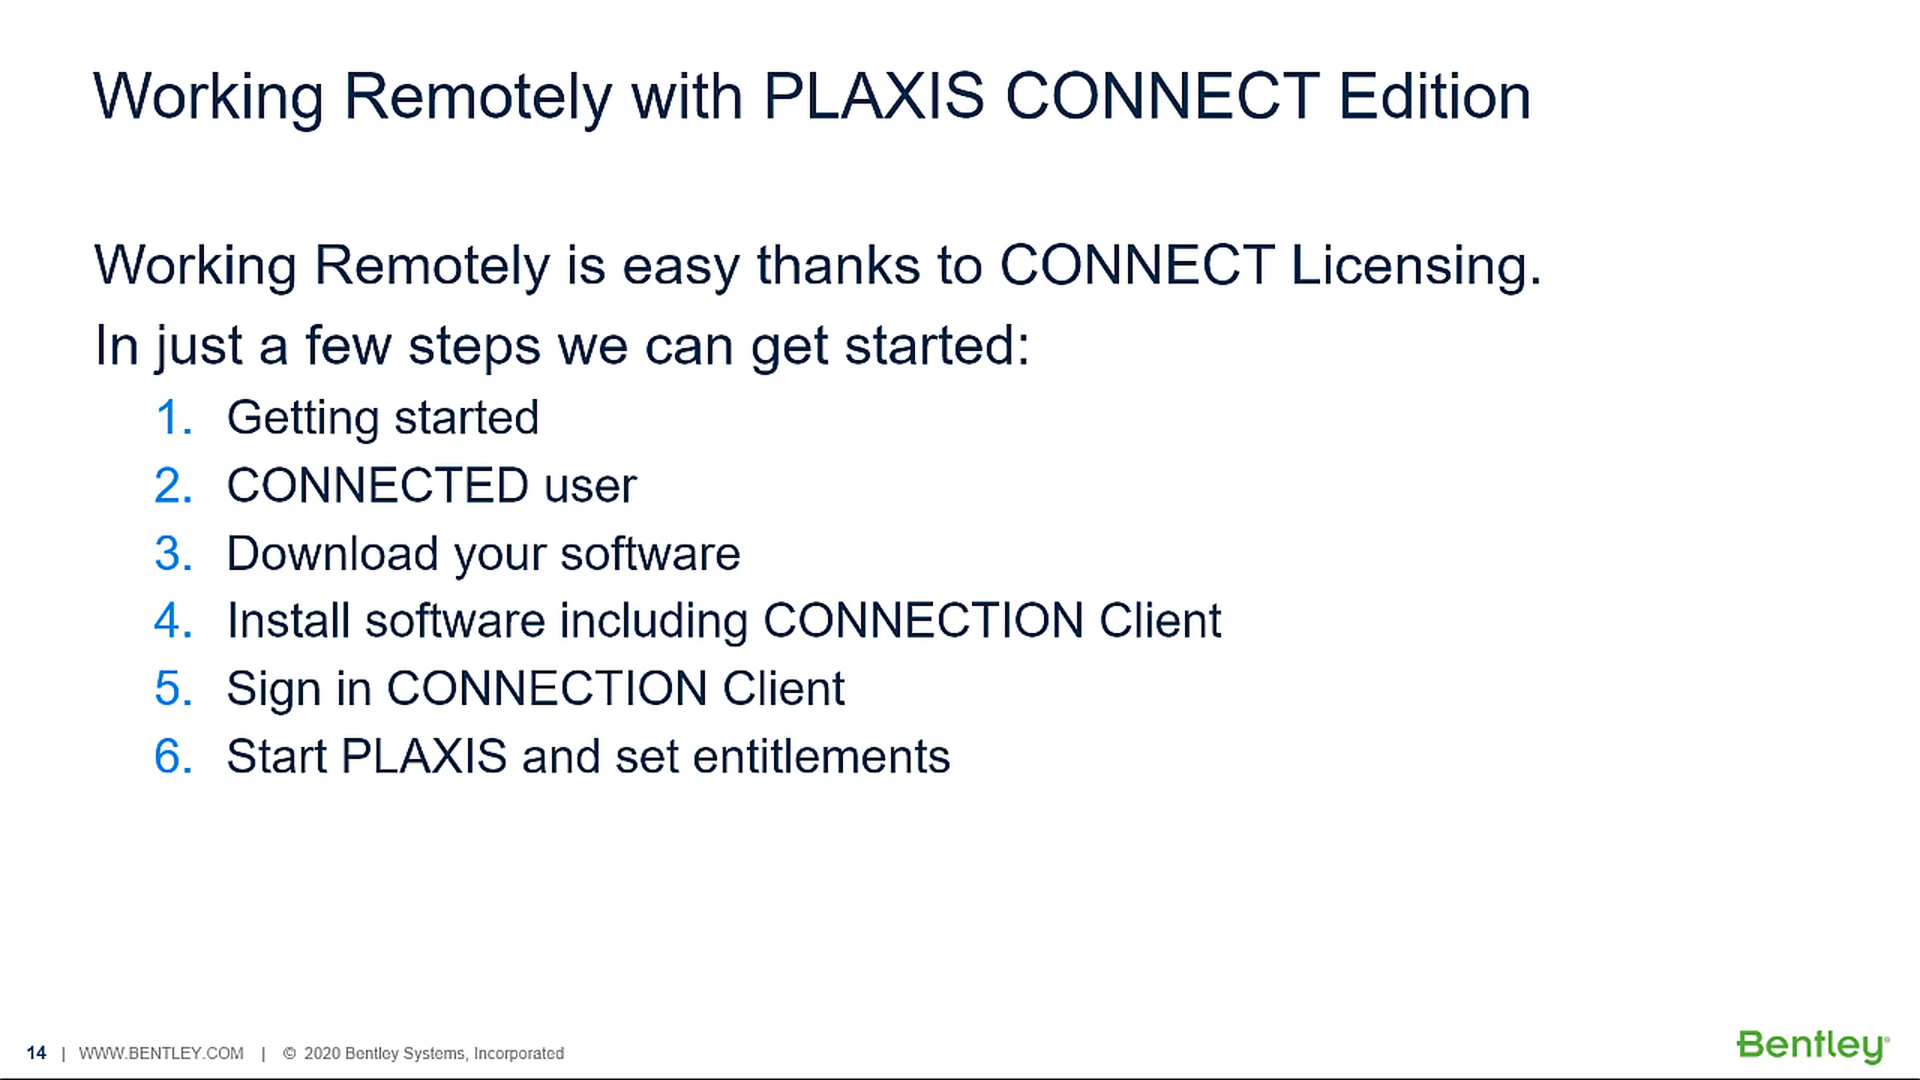 Working Remotely with PLAXIS CONNECT Edition
Working Remotely is easy thanks to CONNECT Licensing.
In just a few steps we can get started:
1. Getting started
2. CONNECTED user
3. Download your software
4. Install software including CONNECTION Client
5. Sign in CONNECTION Client
6. Start PLAXIS and set entitlements
14 | WWW.BENTLEY.COM | © 2020 Bentley Systems, Incorporated
Bentley®